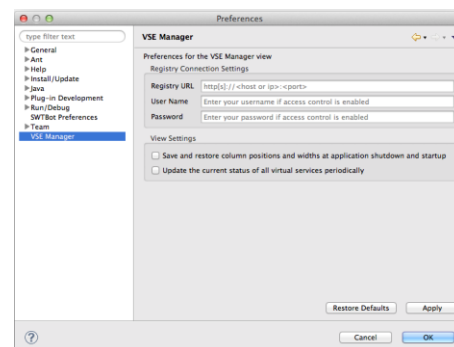 Preferences
type filter text
General
Ant
Help
Install/Update
Java
Plug-in Development
Run/Debug
SWTBot Preferences
Team
VSE Manager
VSE Manager
Preferences for the VSE Manager view
Registry Connection Settings
Registry URL http[s]://<host or ip>:<port>
User Name Enter your username if access control is enabled
Password Enter your password if access control is enabled
View Settings
Save and restore column positions and widths at application shutdown and startup
Update the current status of all virtual services periodically
Restore Defaults Apply
? Cancel OK